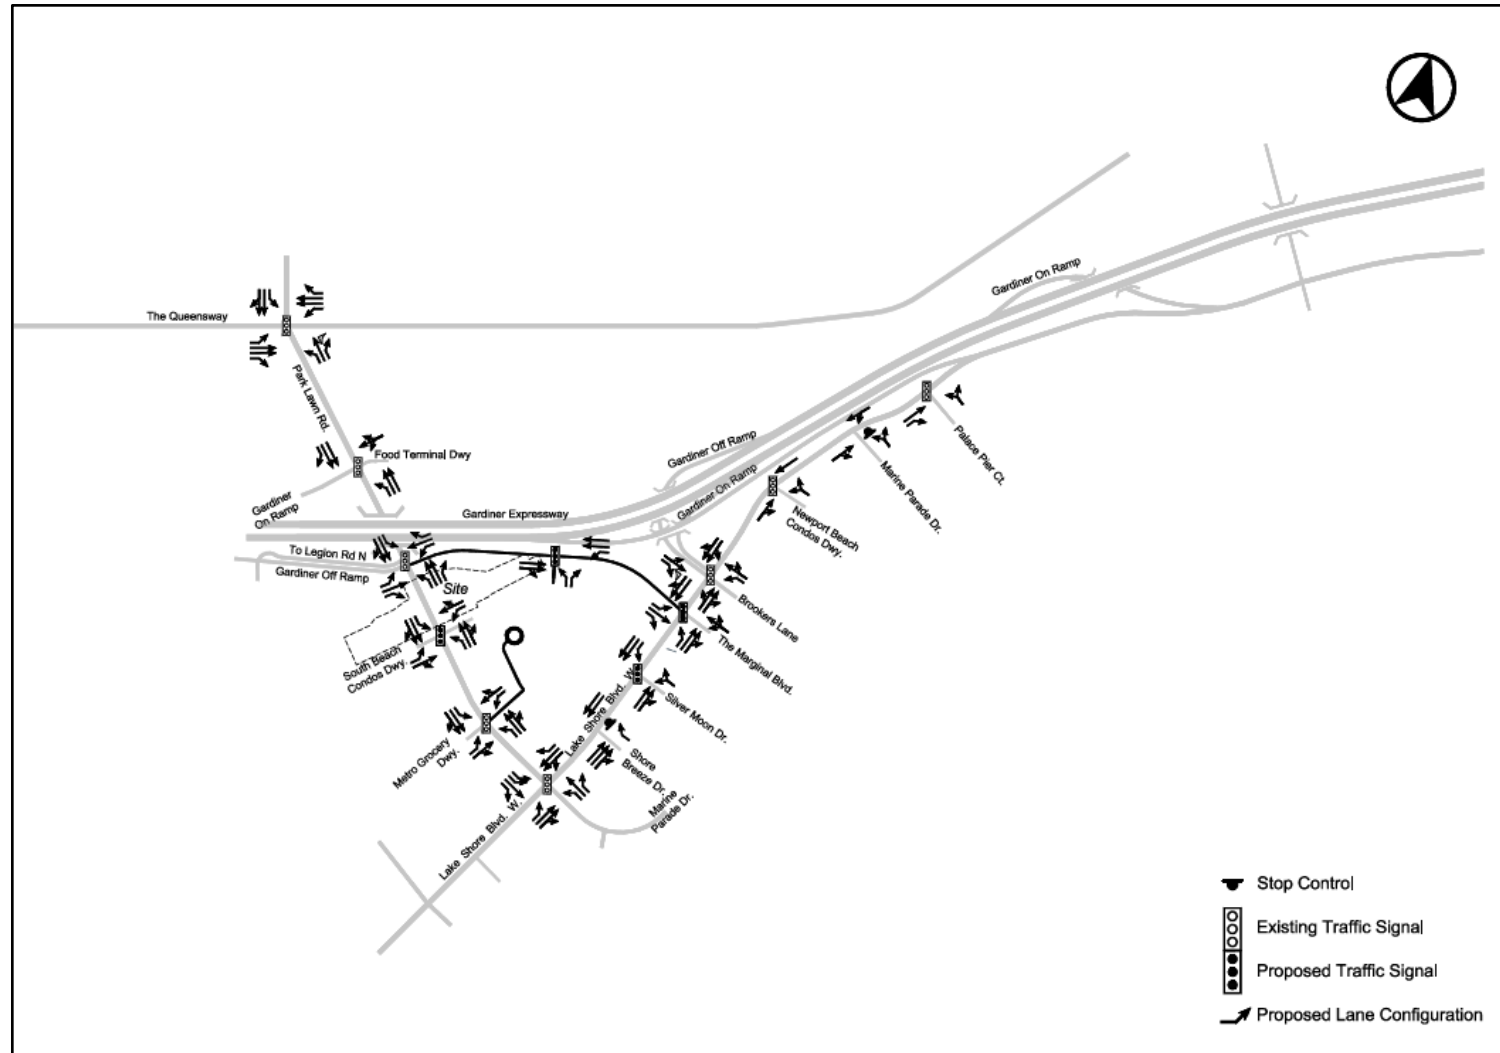 Gardiner On Ramp
The Queensway
Park Lawn Rd.
Palace Pier Ct.
Gardiner Off Ramp
Food Terminal Dwy
Marine Parade Dr.
Gardiner On Ramp
Gardiner
On Ramp
Gardiner Expressway
Newport Beach
Condos Dwy.
To Legion Rd N
Gardiner Off Ramp
Site
Brookers Lane
South Beach
Condos Dwy.
The Marginal Blvd.
Silver Moon Dr.
Lake Shore Blvd. W.
Metro Grocery
Dwy.
Shore
Breeze Dr.
Marine
Parade Dr.
Lake Shore Blvd. W.
Stop Control
Existing Traffic Signal
Proposed Traffic Signal
Proposed Lane Configuration